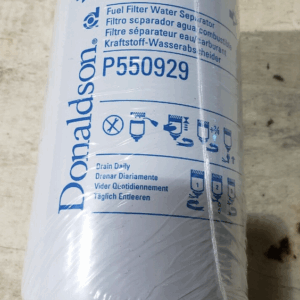 Donaldson.
Fuel Filter Water Separator
Filtro separador agua combustible
Filtre séparateur eau/carburant
Kraftstoff-Wasserabscheider
P550929
Drain Daily
Drenar Diariamente
Vider Quotidiennement
Täglich Entleeren